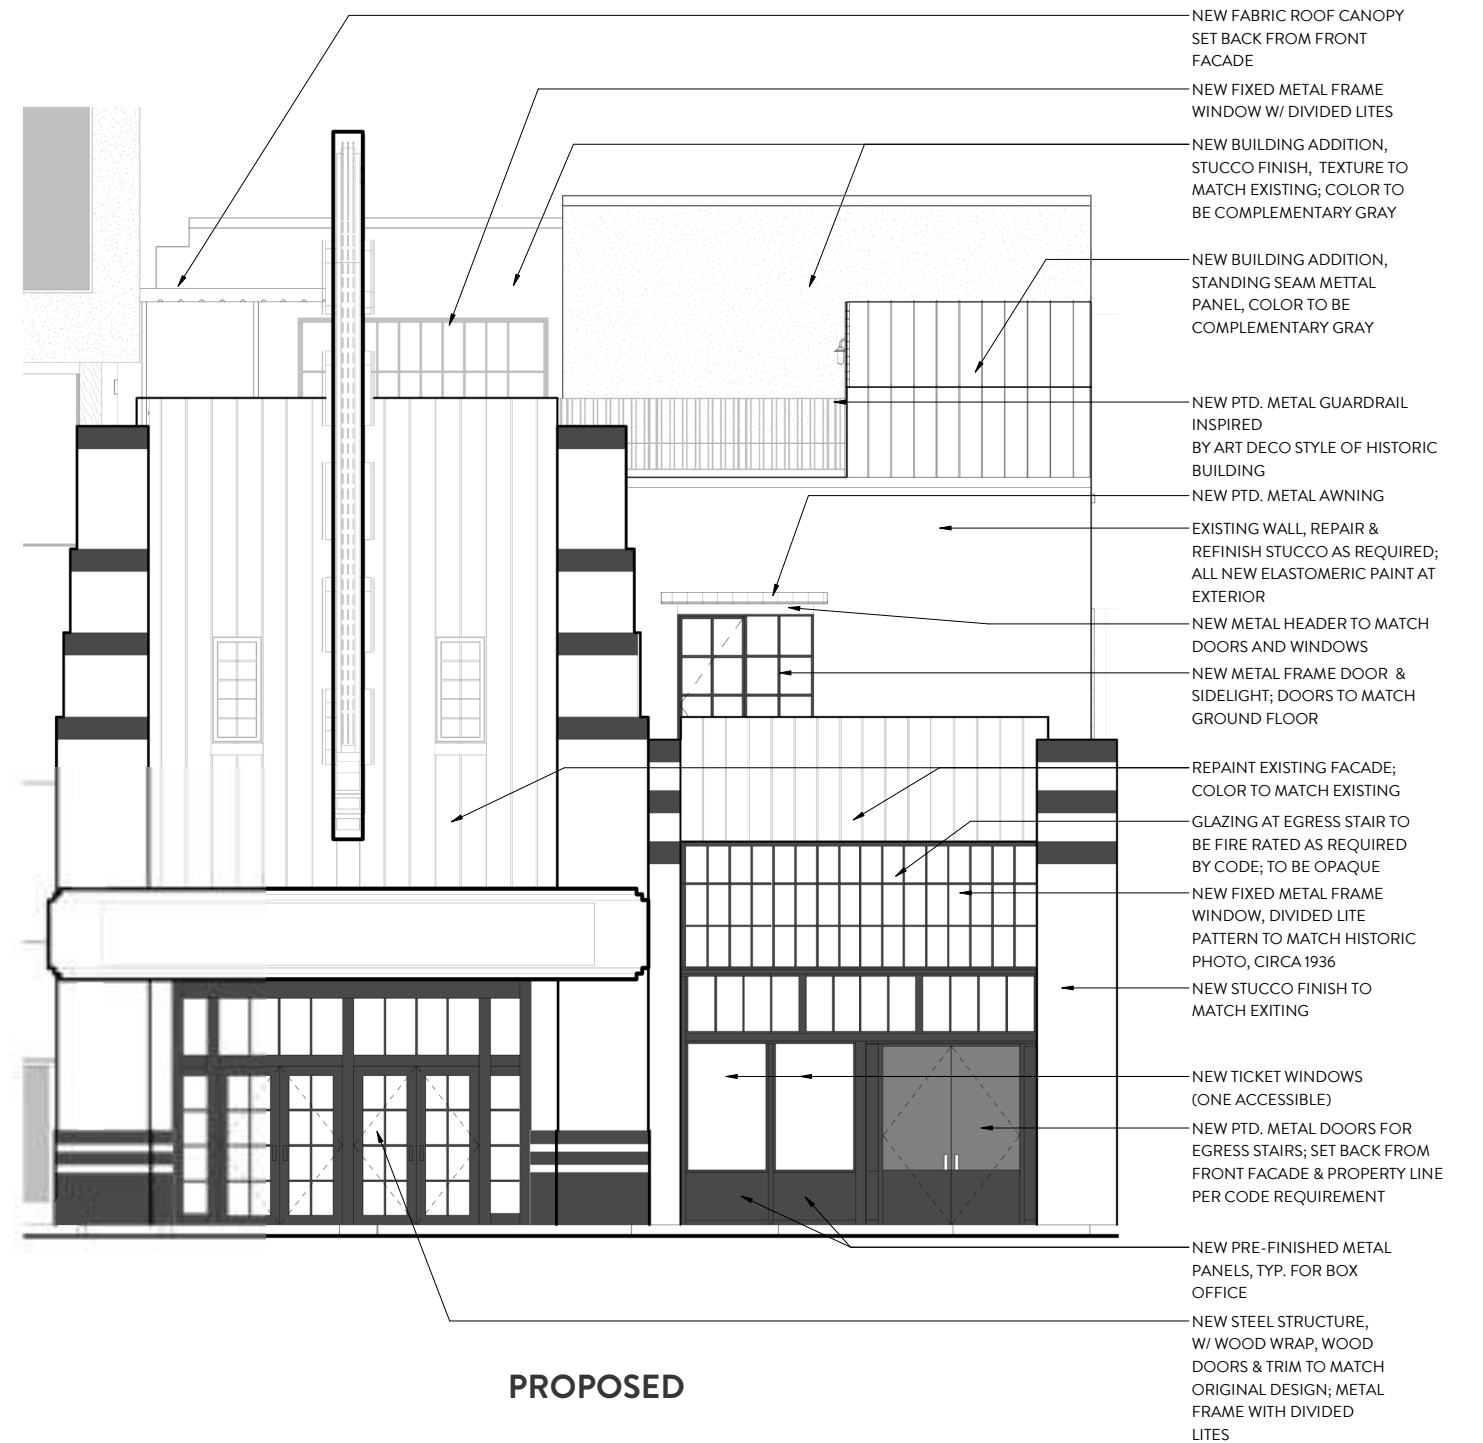 NEW FABRIC ROOF CANOPY
SET BACK FROM FRONT
FACADE
NEW FIXED METAL FRAME
WINDOW W/ DIVIDED LITES
NEW BUILDING ADDITION,
STUCCO FINISH, TEXTURE TO
MATCH EXISTING; COLOR TO
BE COMPLEMENTARY GRAY
NEW BUILDING ADDITION,
STANDING SEAM METTAL
PANEL, COLOR TO BE
COMPLEMENTARY GRAY
NEW PTD. METAL GUARDRAIL
INSPIRED
BY ART DECO STYLE OF HISTORIC
BUILDING
NEW PTD. METAL AWNING
EXISTING WALL, REPAIR &
REFINISH STUCCO AS REQUIRED;
ALL NEW ELASTOMERIC PAINT AT
EXTERIOR
NEW METAL HEADER TO MATCH
DOORS AND WINDOWS
NEW METAL FRAME DOOR &
SIDELIGHT; DOORS TO MATCH
GROUND FLOOR
REPAINT EXISTING FACADE;
COLOR TO MATCH EXISTING
GLAZING AT EGRESS STAIR TO
BE FIRE RATED AS REQUIRED
BY CODE; TO BE OPAQUE
NEW FIXED METAL FRAME
WINDOW, DIVIDED LITE
PATTERN TO MATCH HISTORIC
PHOTO, CIRCA 1936
NEW STUCCO FINISH TO
MATCH EXITING
NEW TICKET WINDOWS
(ONE ACCESSIBLE)
NEW PTD. METAL DOORS FOR
EGRESS STAIRS; SET BACK FROM
FRONT FACADE & PROPERTY LINE
PER CODE REQUIREMENT
NEW PRE-FINISHED METAL
PANELS, TYP. FOR BOX
OFFICE
NEW STEEL STRUCTURE,
W/ WOOD WRAP, WOOD
DOORS & TRIM TO MATCH
ORIGINAL DESIGN; METAL
FRAME WITH DIVIDED
LITES
PROPOSED